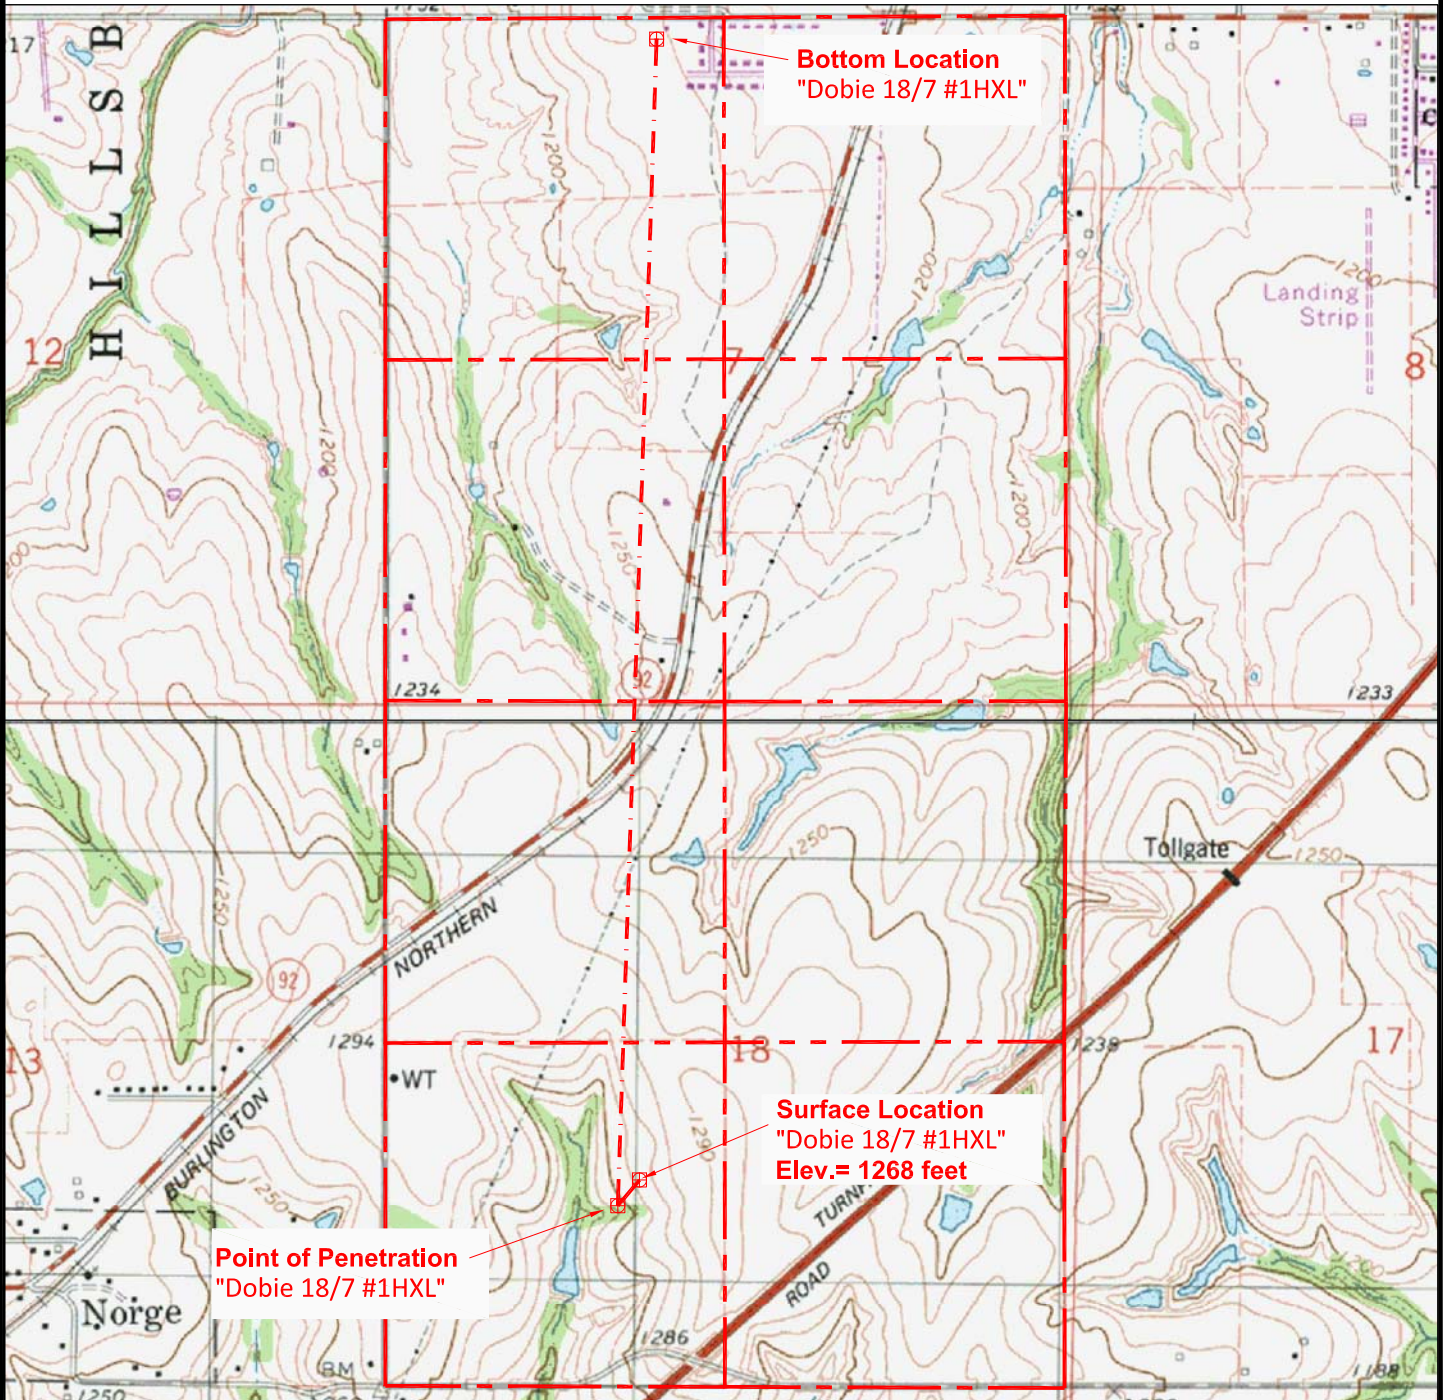 17
HILLSB
Bottom Location
"Dobie 18/7 #1HXL"
C
1200
1200
1200
Landing
Strip
12
7
8
1200
1200
1250
92
1234
1233
1250
Tollgate
1250
1250
NORTHERN
92
1294
18
1238
17
13
WT
BURLINGTON
1290
Surface Location
"Dobie 18/7 #1HXL"
Elev.= 1268 feet
1250
TURNP
Point of Penetration
"Dobie 18/7 #1HXL"
ROAD
Norge
1286
BM
1188
1250